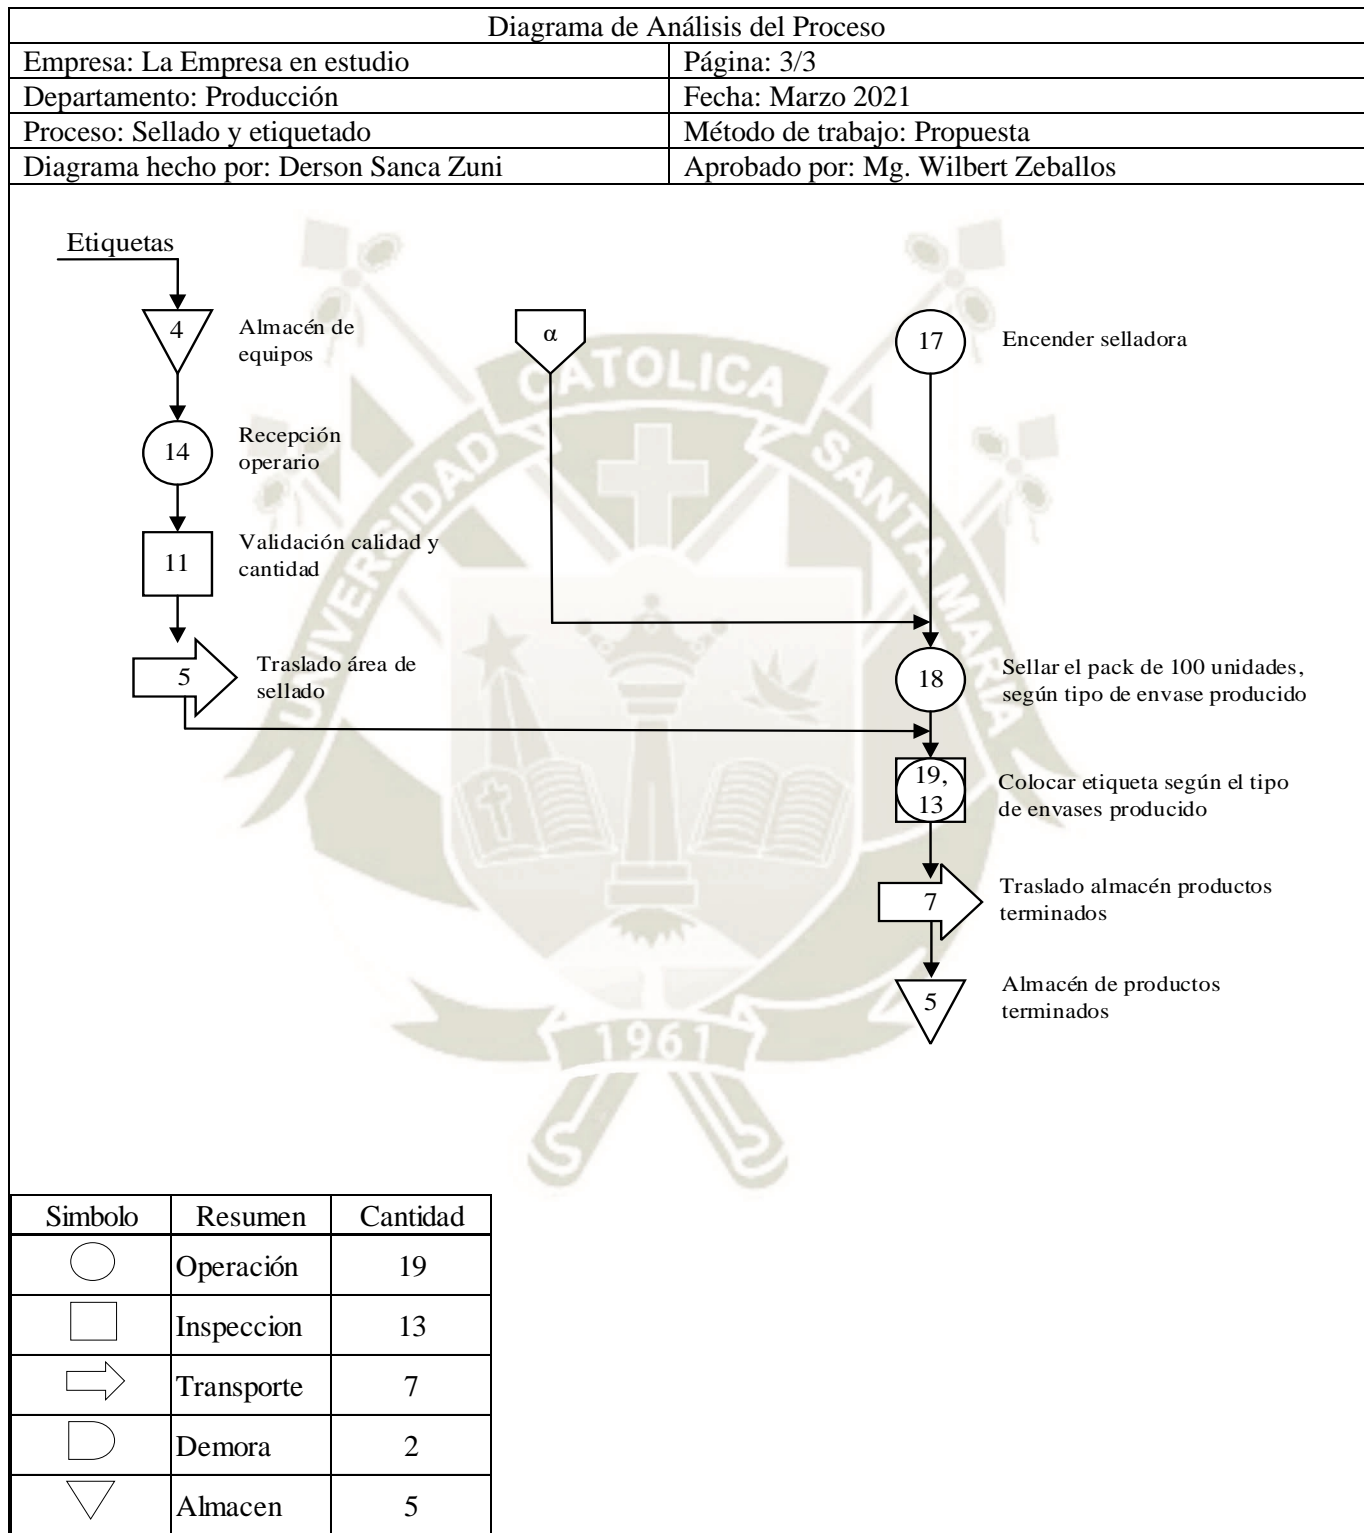 Diagrama de Análisis del Proceso
Empresa: La Empresa en estudio
Página: 3/3
Departamento: Producción
Fecha: Marzo 2021
Proceso: Sellado y etiquetado
Método de trabajo: Propuesta
Diagrama hecho por: Derson Sanca Zuni
Aprobado por: Mg. Wilbert Zeballos
Etiquetas
4
Almacén de
equipos
14
Recepción
operario
11
Validación calidad y
cantidad
5
Traslado área de
sellado
α
17
Encender selladora
18
Sellar el pack de 100 unidades,
según tipo de envase producido
19,
13
Colocar etiqueta según el tipo
de envases producido
7
Traslado almacén productos
terminados
5
Almacén de productos
terminados
UNIVERSIDAD CATOLICA SANTA MARIA
1961
Simbolo Resumen Cantidad
Operación 19
Inspeccion 13
Transporte 7
Demora 2
Almacen 5